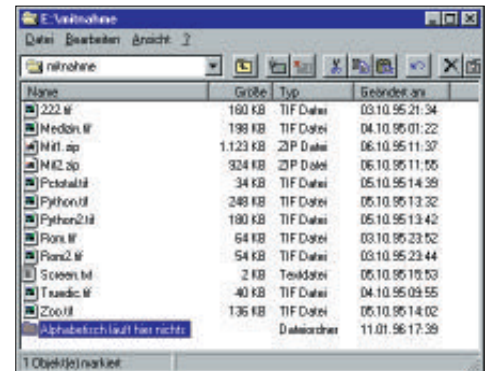 E:\mitnahme
Datei Bearbeiten Ansicht ?
mitnahme
Name Größe Typ Geändert am
222.tif 160 KB TIF Datei 03.10.95 21:34
Medizin.tif 198 KB TIF Datei 04.10.95 01:22
Mit1.zip 1.123 KB ZIP Datei 06.10.95 11:37
Mit2.zip 924 KB ZIP Datei 06.10.95 11:55
Pctotal.tif 34 KB TIF Datei 05.10.95 14:39
Python.tif 248 KB TIF Datei 05.10.95 13:32
Python2.tif 180 KB TIF Datei 05.10.95 13:42
Rom.tif 64 KB TIF Datei 03.10.95 23:52
Rom2.tif 54 KB TIF Datei 03.10.95 23:44
Screen.txt 2 KB Textdatei 05.10.95 15:53
40 KB TIF Datei 04.10.95 09:55
Zoo.tif 136 KB TIF Datei 05.10.95 14:02
Alphabetisch läuft hier nichts Dateiordner 11.01.96 17:39
1 Objekt(e) markiert